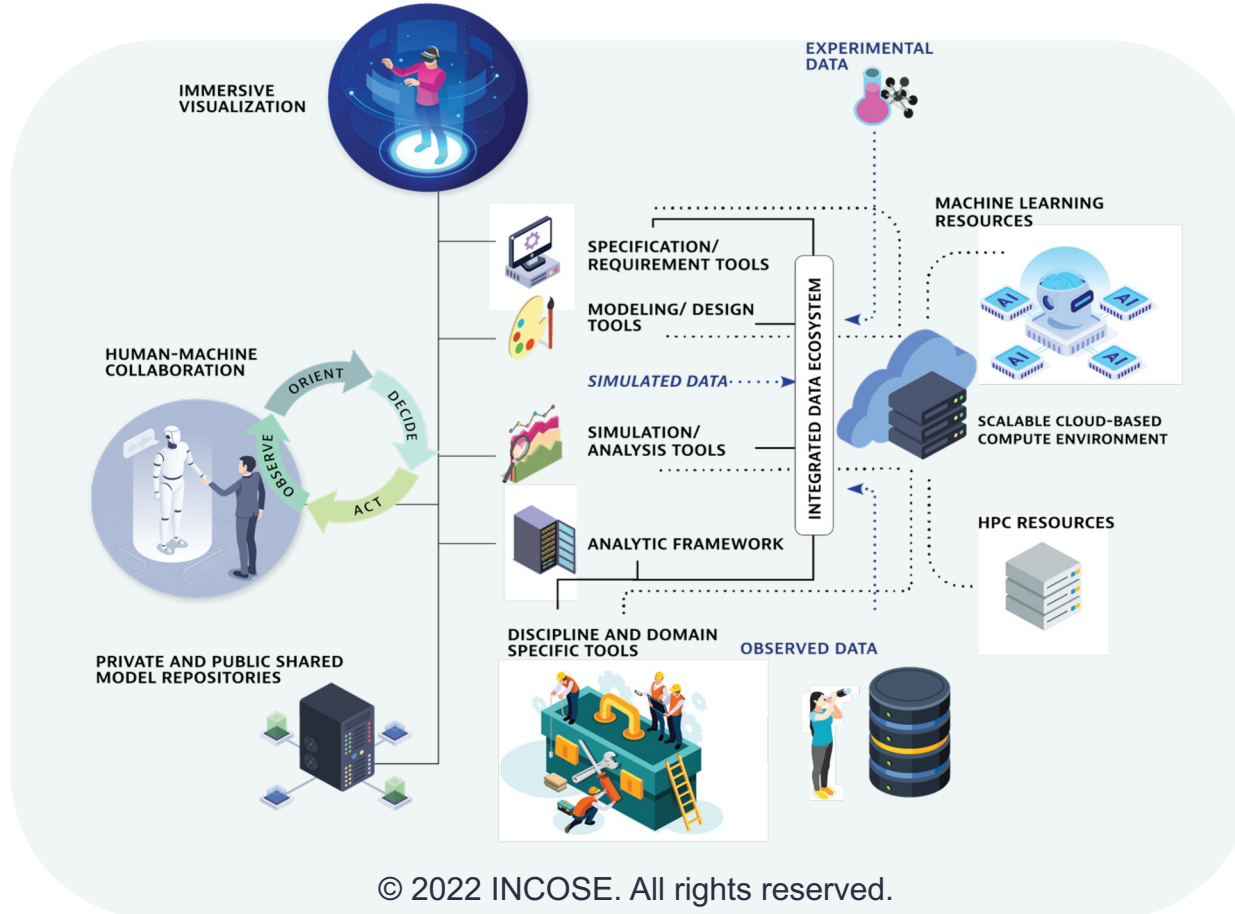 IMMERSIVE
VISUALIZATION
EXPERIMENTAL
DATA
MACHINE LEARNING
RESOURCES
SPECIFICATION/
REQUIREMENT TOOLS
MODELING/ DESIGN
TOOLS
SIMULATED DATA
SIMULATION/
ANALYSIS TOOLS
ANALYTIC FRAMEWORK
INTEGRATED DATA ECOSYSTEM
AI
AI
AI
AI
SCALABLE CLOUD-BASED
COMPUTE ENVIRONMENT
HUMAN-MACHINE
COLLABORATION
ORIENT
DECIDE
ACT
OBSERVE
HPC RESOURCES
DISCIPLINE AND DOMAIN
SPECIFIC TOOLS
OBSERVED DATA
PRIVATE AND PUBLIC SHARED
MODEL REPOSITORIES
© 2022 INCOSE. All rights reserved.